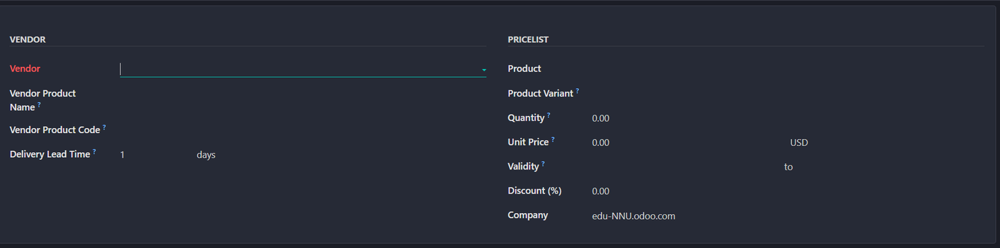 VENDOR
Vendor
Vendor Product
Name ?
Vendor Product Code ?
Delivery Lead Time ? 1 days
PRICELIST
Product
Product Variant ?
Quantity ? 0.00
Unit Price ? 0.00 USD
Validity ? to
Discount (%) 0.00
Company edu-NNU.odoo.com